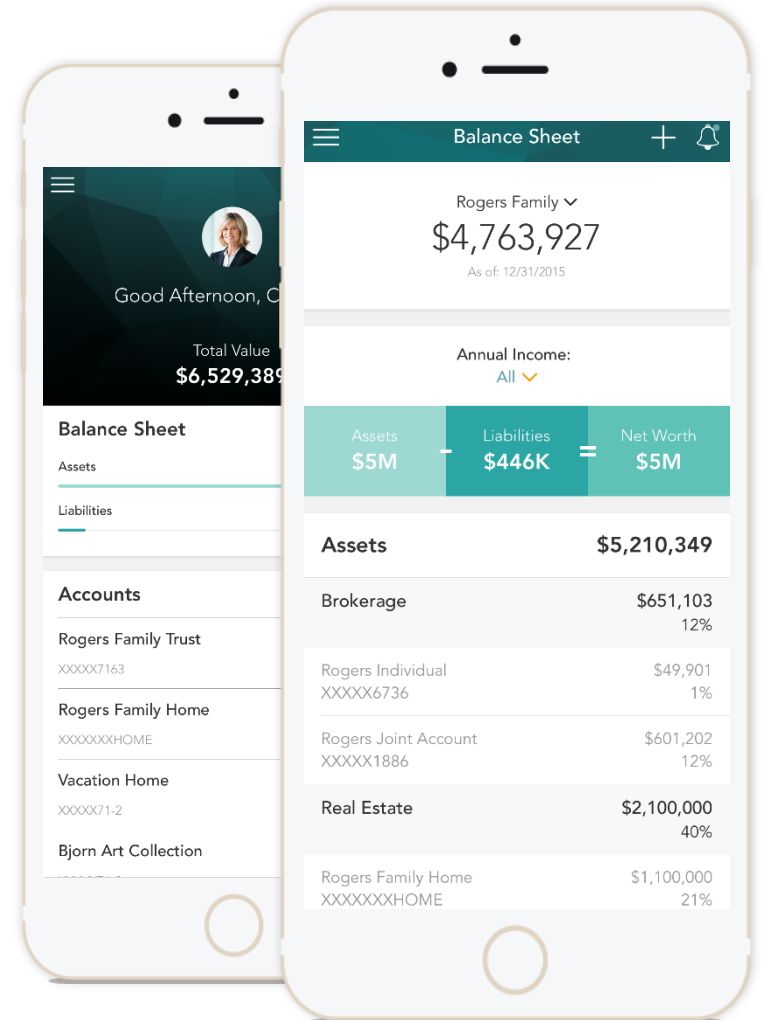 Good Afternoon, C
Total Value
$6,529,389
Balance Sheet
Assets
Liabilities
Accounts
Rogers Family Trust
XXXXX7163
Rogers Family Home
XXXXXXXHOME
Vacation Home
XXXXX71-2
Bjorn Art Collection
Balance Sheet
Rogers Family
$4,763,927
As of: 12/31/2015
Annual Income:
All
Assets Liabilities Net Worth
$5M - $446K = $5M
Assets $5,210,349
Brokerage $651,103
12%
Rogers Individual $49,901
XXXXX6736 1%
Rogers Joint Account $601,202
XXXXX1886 12%
Real Estate $2,100,000
40%
Rogers Family Home $1,100,000
XXXXXXXHOME 21%